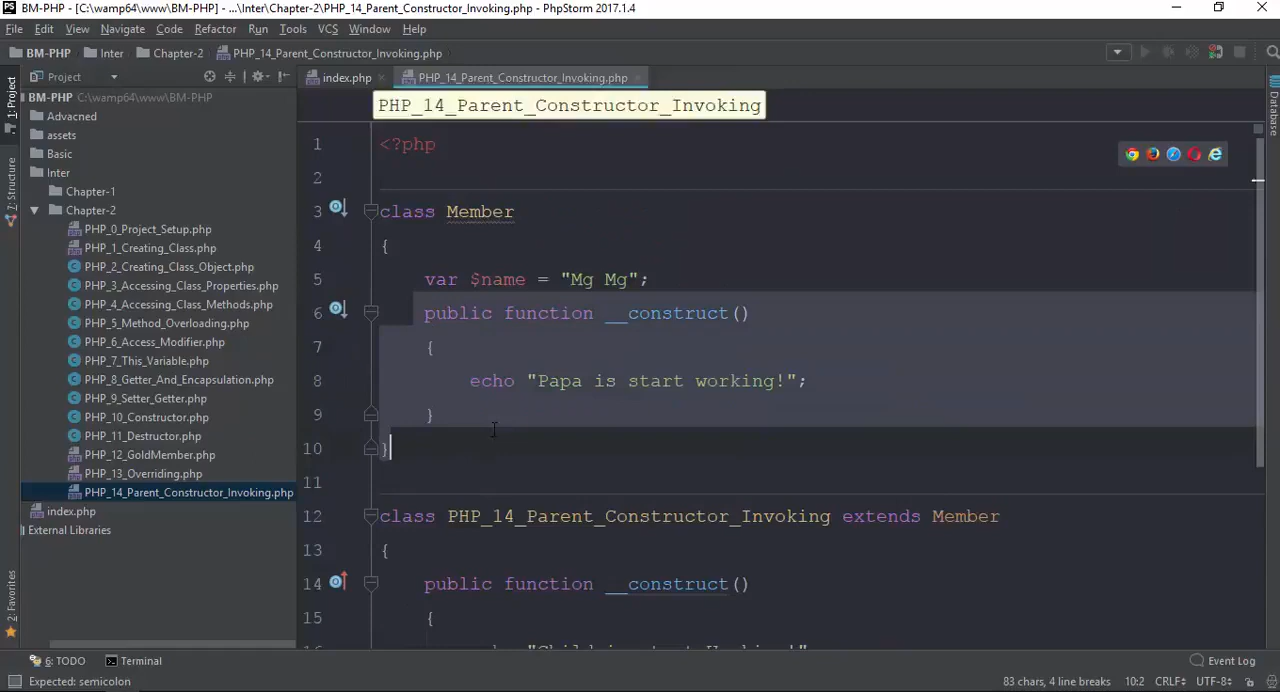 BM-PHP - [C:\wamp64\www\BM-PHP] - ...\Inter\Chapter-2\PHP_14_Parent_Constructor_Invoking.php - PhpStorm 2017.1.4
File Edit View Navigate Code Refactor Run Tools VCS Window Help
BM-PHP Inter Chapter-2 PHP_14_Parent_Constructor_Invoking.php
1: Project
Project
index.php
PHP_14_Parent_Constructor_Invoking.php
BM-PHP C:\wamp64\www\BM-PHP
Advacned
assets
Basic
Inter
Chapter-1
Chapter-2
PHP_0_Project_Setup.php
PHP_1_Creating_Class.php
PHP_2_Creating_Class_Object.php
PHP_3_Accessing_Class_Properties.php
PHP_4_Accessing_Class_Methods.php
PHP_5_Method_Overloading.php
PHP_6_Access_Modifier.php
PHP_7_This_Variable.php
PHP_8_Getter_And_Encapsulation.php
PHP_9_Setter_Getter.php
PHP_10_Constructor.php
PHP_11_Destructor.php
PHP_12_GoldMember.php
PHP_13_Overriding.php
PHP_14_Parent_Constructor_Invoking.php
index.php
External Libraries
7: Structure
2: Favorites
PHP_14_Parent_Constructor_Invoking
1 <?php
2
3 class Member
4 {
5 var $name = "Mg Mg";
6 public function __construct()
7 {
8 echo "Papa is start working!";
9 }
10 }
11
12 class PHP_14_Parent_Constructor_Invoking extends Member
13 {
14 public function __construct()
15 {
Database
6: TODO Terminal Event Log
Expected: semicolon 83 chars, 4 line breaks 10:2 CRLF UTF-8